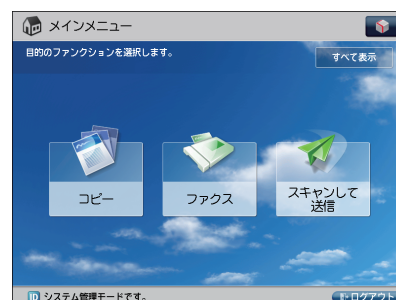 メインメニュー
目的のファンクションを選択します。
すべて表示
コピー
ファクス
スキャンして
送信
ID システム管理モードです。
ログアウト